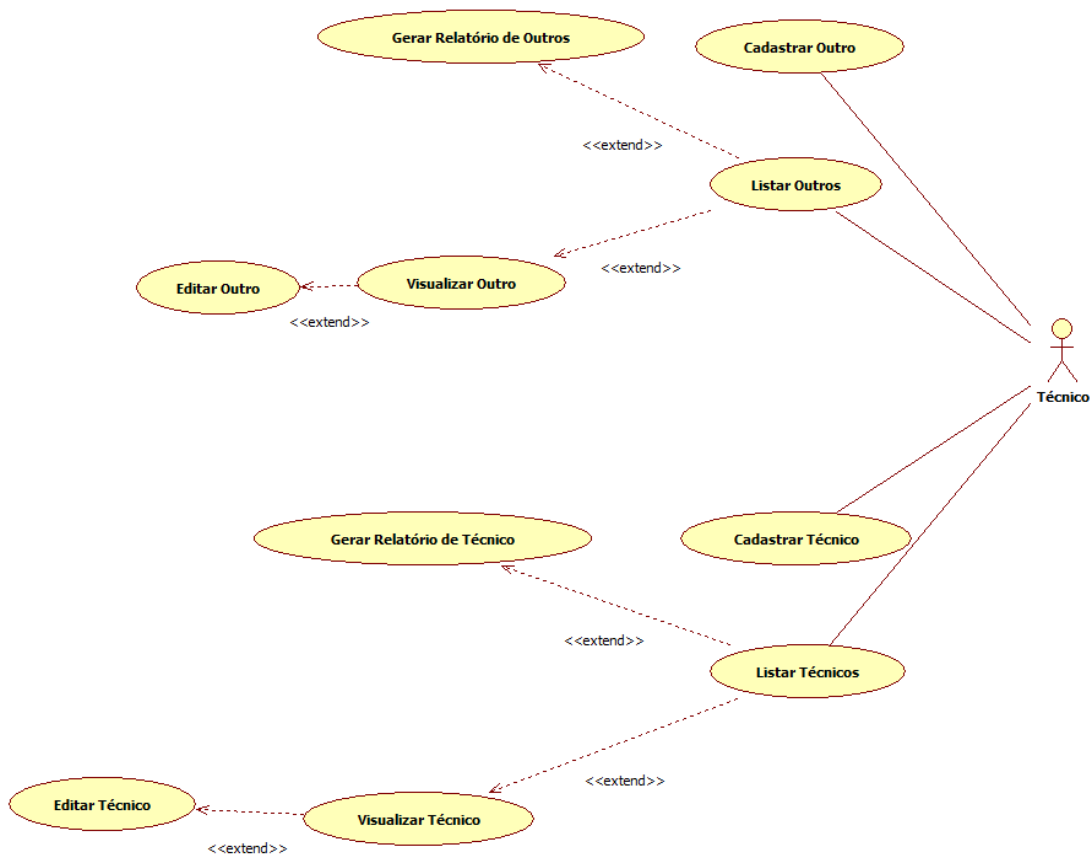 Gerar Relatório de Outros
Cadastrar Outro
<<extend>>
Listar Outros
<<extend>>
Editar Outro
Visualizar Outro
<<extend>>
Técnico
Gerar Relatório de Técnico
Cadastrar Técnico
<<extend>>
Listar Técnicos
<<extend>>
Editar Técnico
Visualizar Técnico
<<extend>>